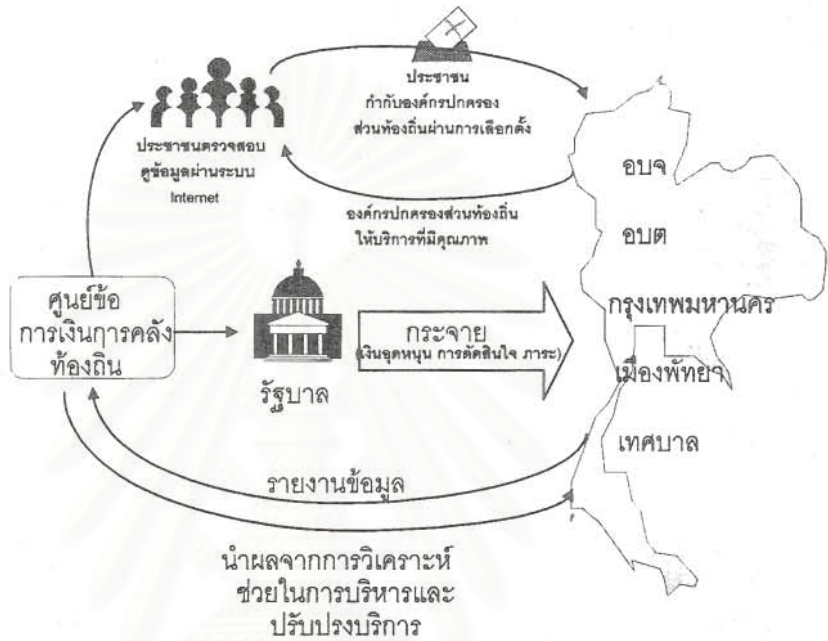 ประชาชน
กำกับองค์กรปกครอง
ส่วนท้องถิ่นผ่านการเลือกตั้ง
ประชาชนตรวจสอบ
ดูข้อมูลผ่านระบบ
Internet
องค์กรปกครองส่วนท้องถิ่น
ให้บริการที่มีคุณภาพ
อบจ
อบต
กรุงเทพมหานคร
เมืองพัทยา
เทศบาล
ศูนย์ข้อ
การเงินการคลัง
ท้องถิ่น
รัฐบาล
กระจาย
(เงินอุดหนุน การตัดสินใจ ภาระ)
รายงานข้อมูล
นำผลจากการวิเคราะห์
ช่วยในการบริหารและ
ปรับปรุงบริการ